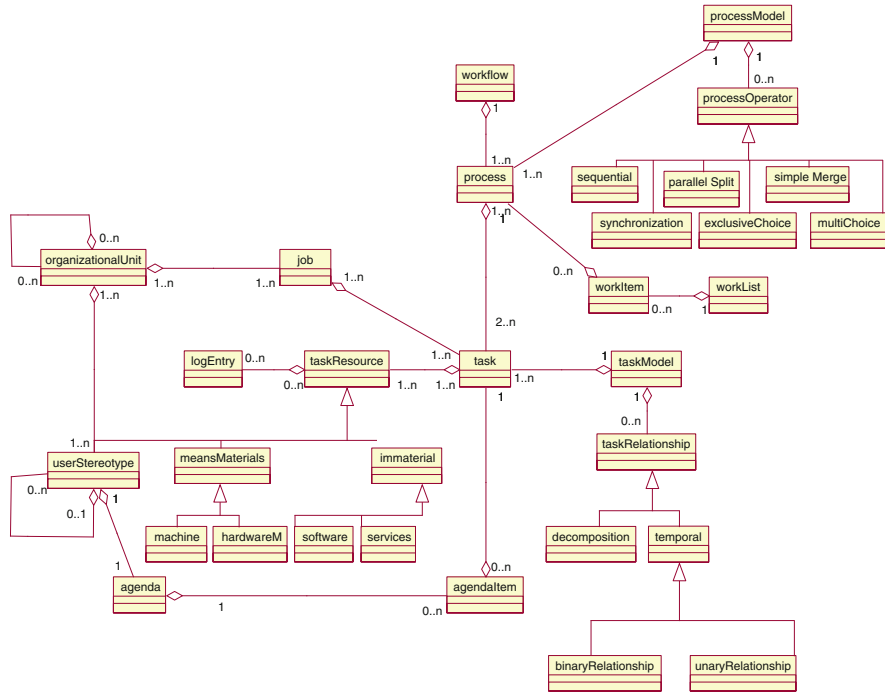 processModel
1
1
0..n
workflow
1
processOperator
1..n
1..n
process
sequential
parallel Split
simple Merge
1..n
1
synchronization
exclusiveChoice
multiChoice
0..n
organizationalUnit
0..n
1..n
1..n
job
1..n
1..n
0..n
workItem
0..n
1
workList
2..n
logEntry
0..n
0..n
taskResource
1..n
1..n
1..n
task
1
1..n
1
taskModel
1
0..n
taskRelationship
1..n
userStereotype
0..n
0..1
1
meansMaterials
immaterial
machine
hardwareM
software
services
decomposition
temporal
1
agenda
1
0..n
0..n
agendaItem
binaryRelationship
unaryRelationship